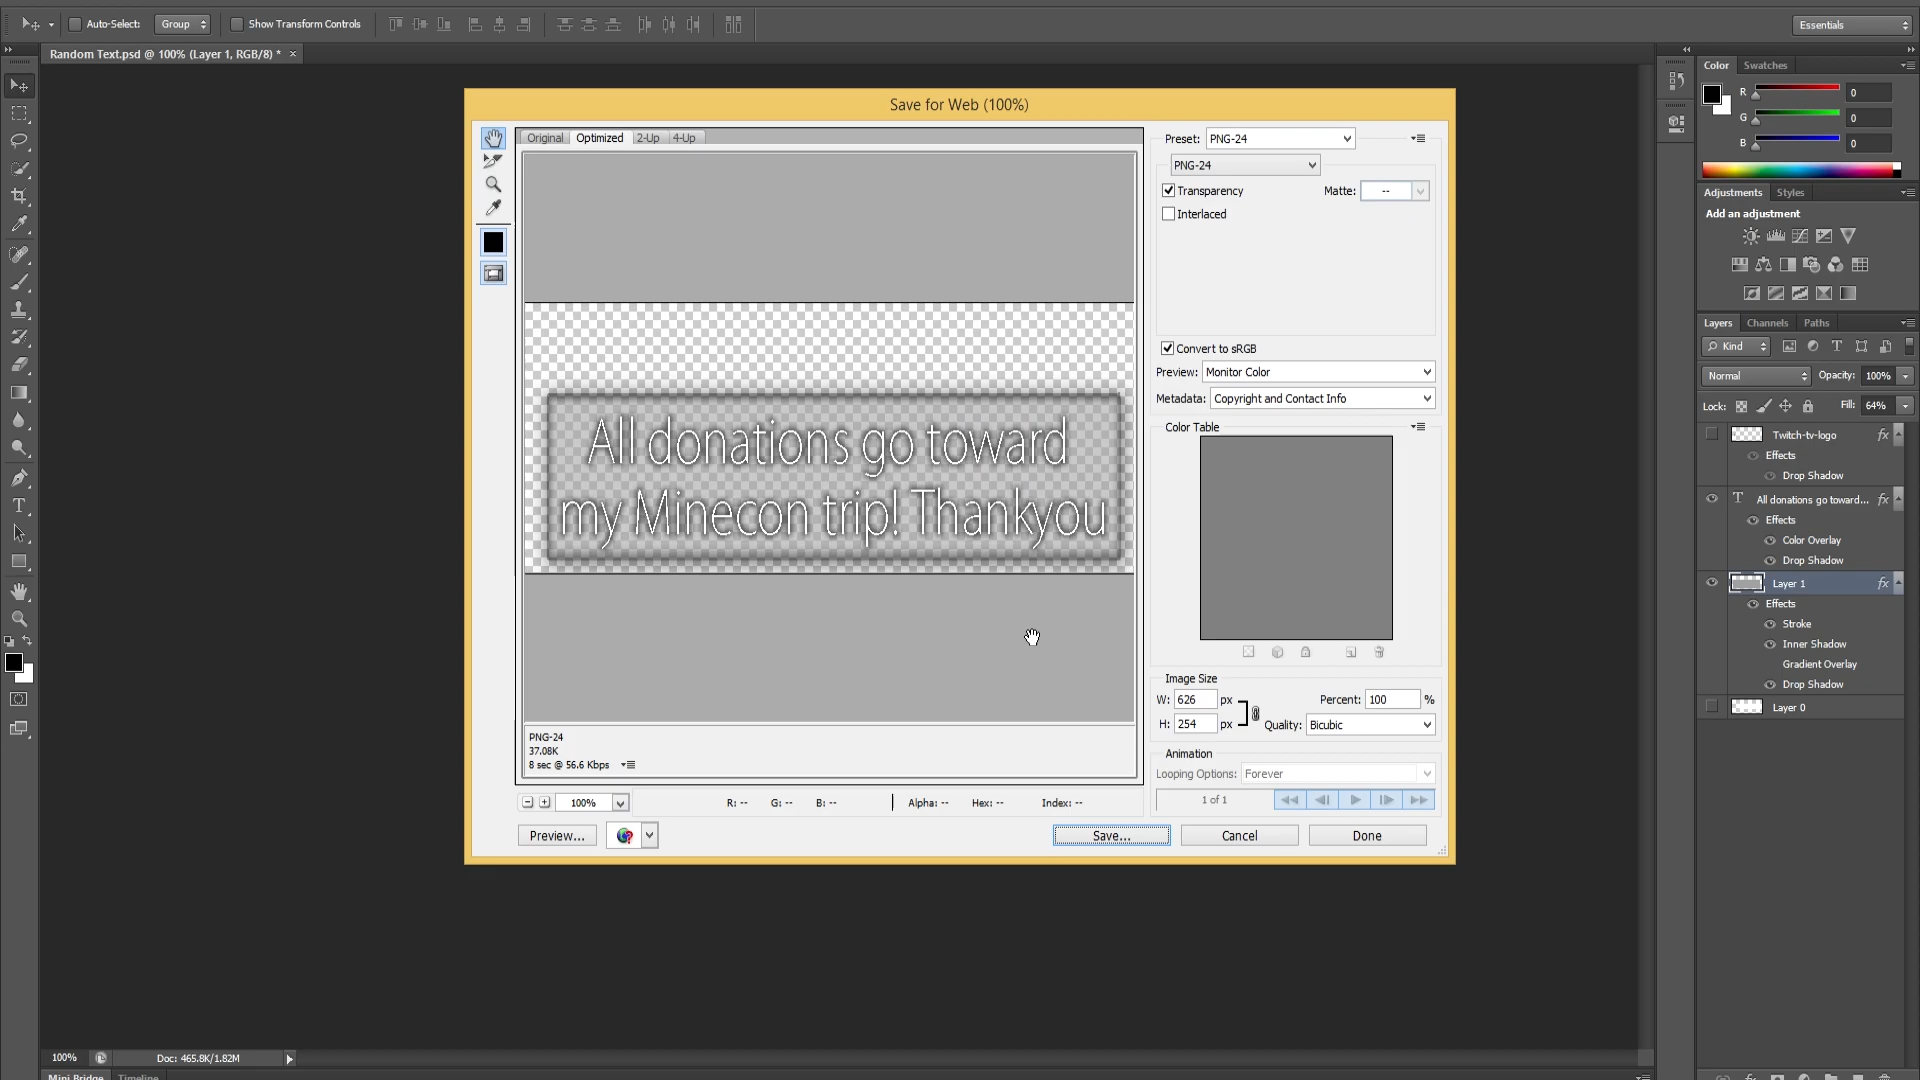 Auto-Select:
Group
Show Transform Controls
Essentials
Random Text.psd @ 100% (Layer 1, RGB/8) *
Save for Web (100%)
Original
Optimized
2-Up
4-Up
All donations go toward
my Minecon trip! Thankyou
PNG-24
37.08K
8 sec @ 56.6 Kbps
100%
R: --
G: --
B: --
Alpha: --
Hex: --
Index: --
Preview...
Save...
Cancel
Done
Preset: PNG-24
PNG-24
Transparency
Matte: --
Interlaced
Convert to sRGB
Preview: Monitor Color
Metadata: Copyright and Contact Info
Color Table
Image Size
W: 626 px
Percent: 100 %
H: 254 px
Quality: Bicubic
Animation
Looping Options: Forever
1 of 1
Color
Swatches
R 0
G 0
B 0
Adjustments
Styles
Add an adjustment
Layers
Channels
Paths
Kind
Normal
Opacity: 100%
Lock:
Fill: 64%
Twitch-tv-logo fx
Effects
Drop Shadow
T All donations go toward... fx
Effects
Color Overlay
Drop Shadow
Layer 1 fx
Effects
Stroke
Inner Shadow
Gradient Overlay
Drop Shadow
Layer 0
100%
Doc: 465.8K/1.82M
Mini Bridge
Timeline